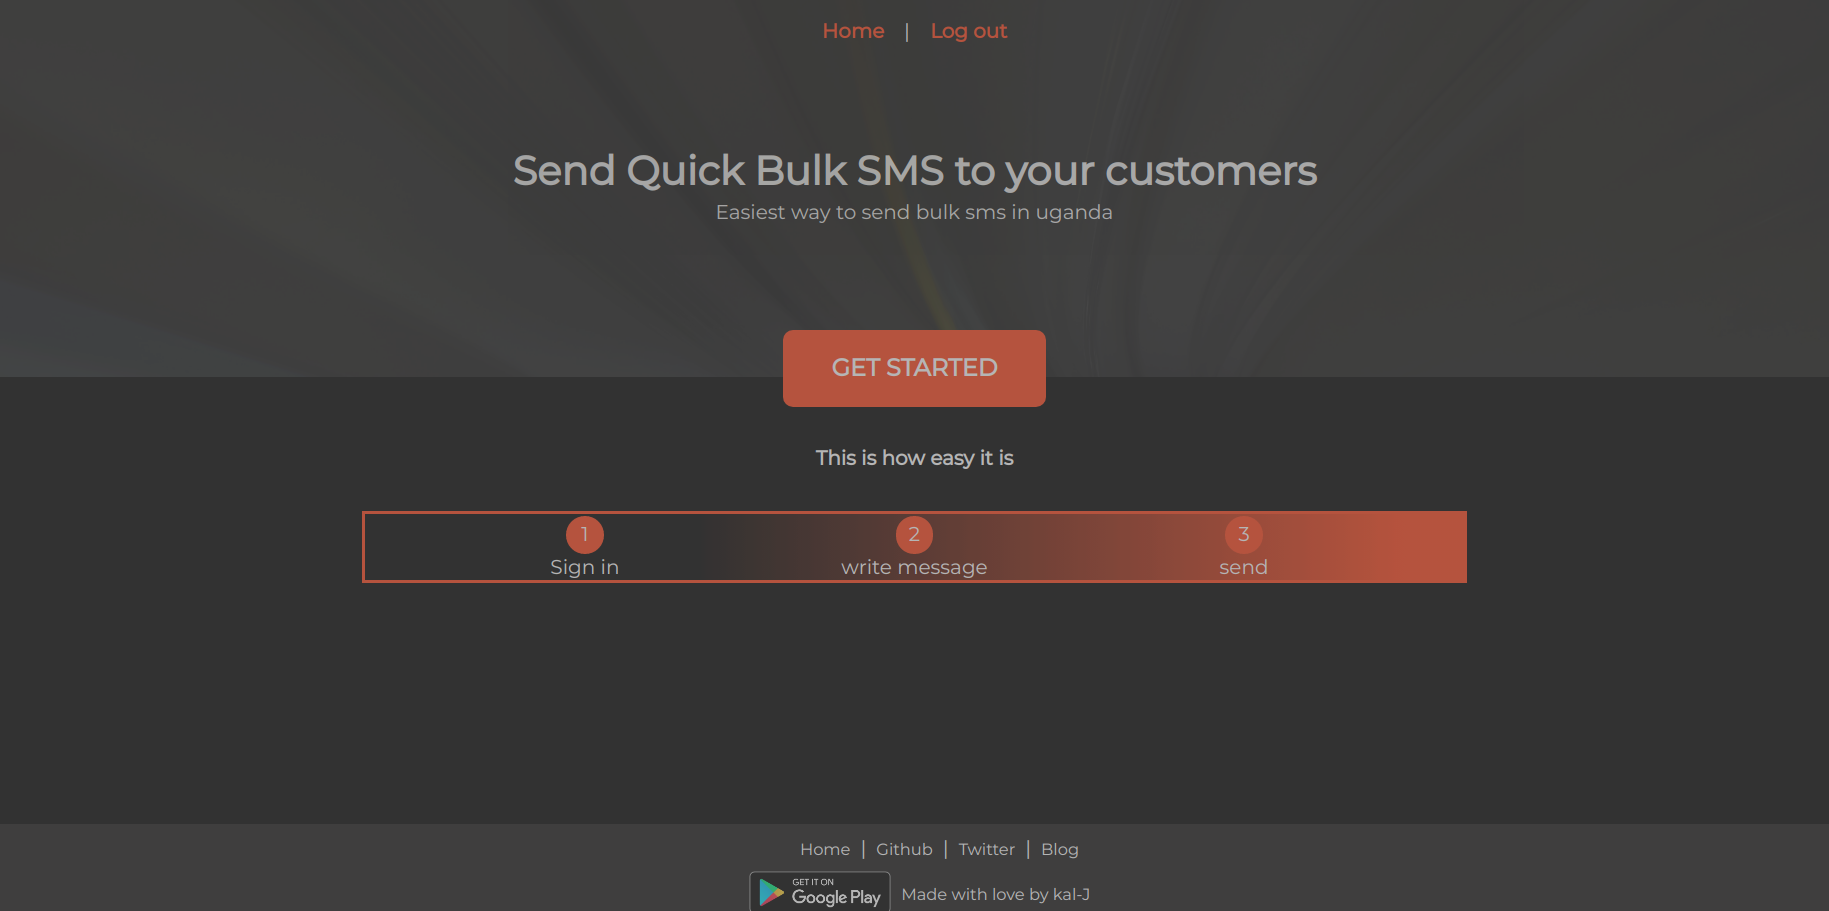 Home | Log out
Send Quick Bulk SMS to your customers
Easiest way to send bulk sms in uganda
GET STARTED
This is how easy it is
1 2 3
Sign in write message send
Home | Github | Twitter | Blog
GET IT ON
Google Play
Made with love by kal-J